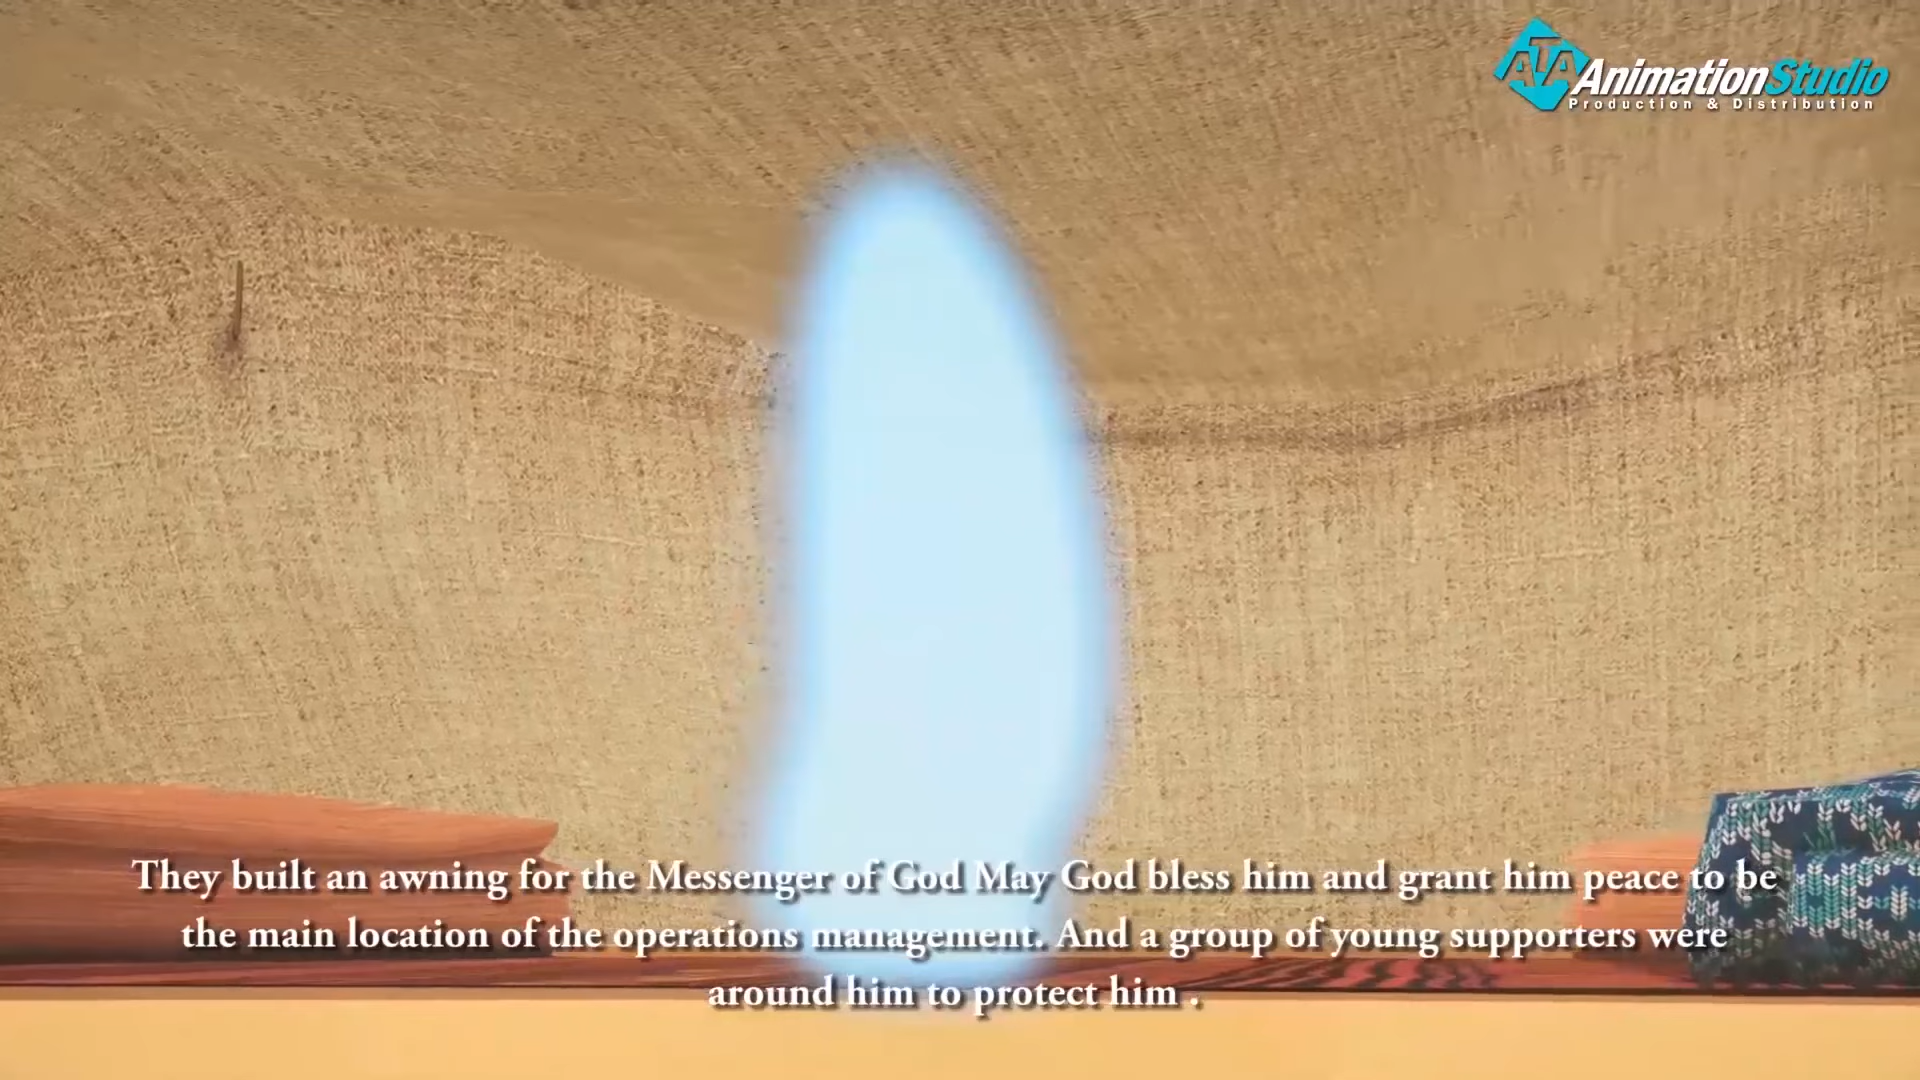 ATA AnimationStudio
Production & Distribution
They built an awning for the Messenger of God May God bless him and grant him peace to be
the main location of the operations management. And a group of young supporters were
around him to protect him .